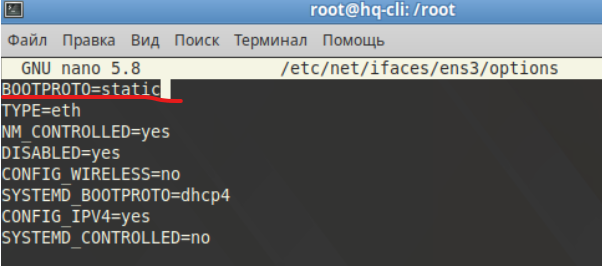 root@hq-cli: /root
Файл Правка Вид Поиск Терминал Помощь
GNU nano 5.8 /etc/net/ifaces/ens3/options
BOOTPROTO=static
TYPE=eth
NM_CONTROLLED=yes
DISABLED=yes
CONFIG_WIRELESS=no
SYSTEMD_BOOTPROTO=dhcp4
CONFIG_IPV4=yes
SYSTEMD_CONTROLLED=no